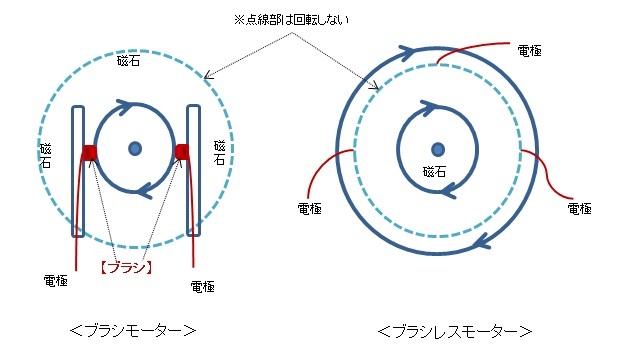 ※点線部は回転しない
磁石
磁石
磁石
【ブラシ】
電極
電極
＜ブラシモーター＞
電極
磁石
電極
電極
＜ブラシレスモーター＞